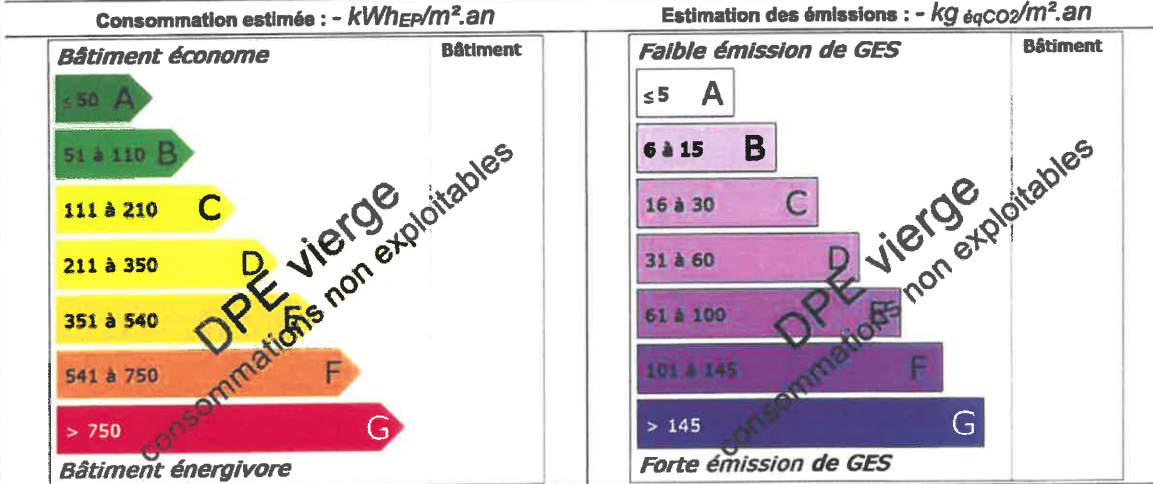 Consommation estimée : - kWhEP/m².an
Bâtiment économe
Bâtiment
≤ 50 A
51 à 110 B
111 à 210 C
211 à 350 D
351 à 540 E
541 à 750 F
> 750 G
Bâtiment énergivore
DPE vierge
consommations non exploitables
Estimation des émissions : - kg éqCO2/m².an
Faible émission de GES
Bâtiment
≤ 5 A
6 à 15 B
16 à 30 C
31 à 60 D
61 à 100 E
101 à 145 F
> 145 G
Forte émission de GES
DPE vierge
consommations non exploitables